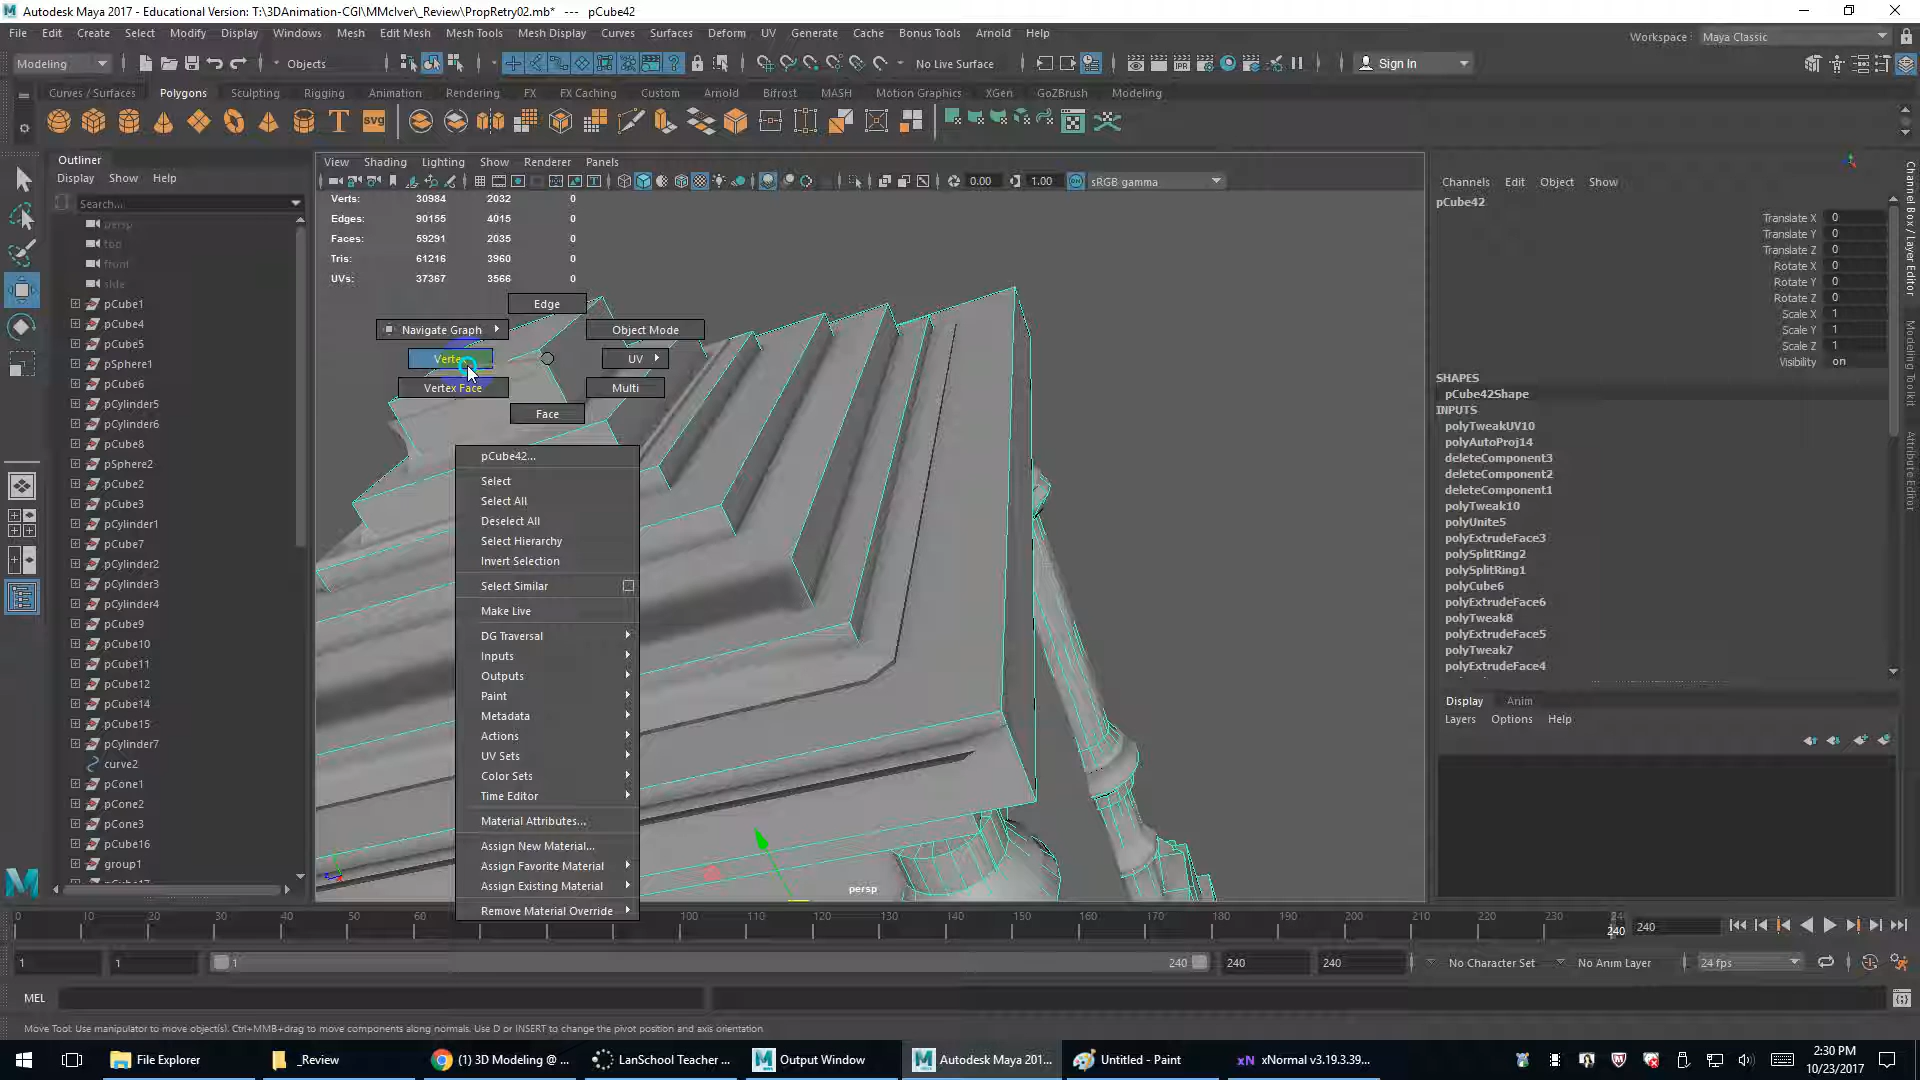 Autodesk Maya 2017 - Educational Version: T:\3DAnimation-CGI\MMcIver\_Review\PropRetry02.mb* --- pCube42
File Edit Create Select Modify Display Windows Mesh Edit Mesh Mesh Tools Mesh Display Curves Surfaces Deform UV Generate Cache Bonus Tools Arnold Help
Workspace : Maya Classic
Modeling Objects No Live Surface Sign In
Curves / Surfaces Polygons Sculpting Rigging Animation Rendering FX FX Caching Custom Arnold Bifrost MASH Motion Graphics XGen GoZBrush Modeling
Outliner
Display Show Help
Search...
persp
top
front
side
pCube1
pCube4
pCube5
pSphere1
pCube6
pCylinder5
pCylinder6
pCube8
pSphere2
pCube2
pCube3
pCylinder1
pCube7
pCylinder2
pCylinder3
pCylinder4
pCube9
pCube10
pCube11
pCube12
pCube14
pCube15
pCylinder7
curve2
pCone1
pCone2
pCone3
pCube16
group1
View Shading Lighting Show Renderer Panels
0.00 1.00 sRGB gamma
Verts: 30984 2032 0
Edges: 90155 4015 0
Faces: 59291 2035 0
Tris: 61216 3960 0
UVs: 37367 3566 0
Edge
Navigate Graph Object Mode
UV
Vertex Face Multi
Face
pCube42...
Select
Select All
Deselect All
Select Hierarchy
Invert Selection
Select Similar
Make Live
DG Traversal
Inputs
Outputs
Paint
Metadata
Actions
UV Sets
Color Sets
Time Editor
Material Attributes...
Assign New Material...
Assign Favorite Material
Assign Existing Material
Remove Material Override
persp
Channels Edit Object Show
pCube42
Translate X 0
Translate Y 0
Translate Z 0
Rotate X 0
Rotate Y 0
Rotate Z 0
Scale X 1
Scale Y 1
Scale Z 1
Visibility on
SHAPES
pCube42Shape
INPUTS
polyTweakUV10
polyAutoProj14
deleteComponent3
deleteComponent2
deleteComponent1
polyTweak10
polyUnite5
polyExtrudeFace3
polySplitRing2
polySplitRing1
polyCube6
polyExtrudeFace6
polyTweak8
polyExtrudeFace5
polyTweak7
polyExtrudeFace4
Display Anim
Layers Options Help
Channel Box / Layer Editor
Modeling Toolkit
Attribute Editor
0 10 20 30 40 50 60 100 110 120 130 140 150 160 170 180 190 200 210 220 230 240 240
1 1 1 240 240 240 No Character Set No Anim Layer 24 fps
MEL
Move Tool: Use manipulator to move object(s). Ctrl+MMB+drag to move components along normals. Use D or INSERT to change the pivot position and axis orientation.
File Explorer _Review (1) 3D Modeling @ ... LanSchool Teacher ... Output Window Autodesk Maya 201... Untitled - Paint xNormal v3.19.3.39...
2:30 PM
10/23/2017